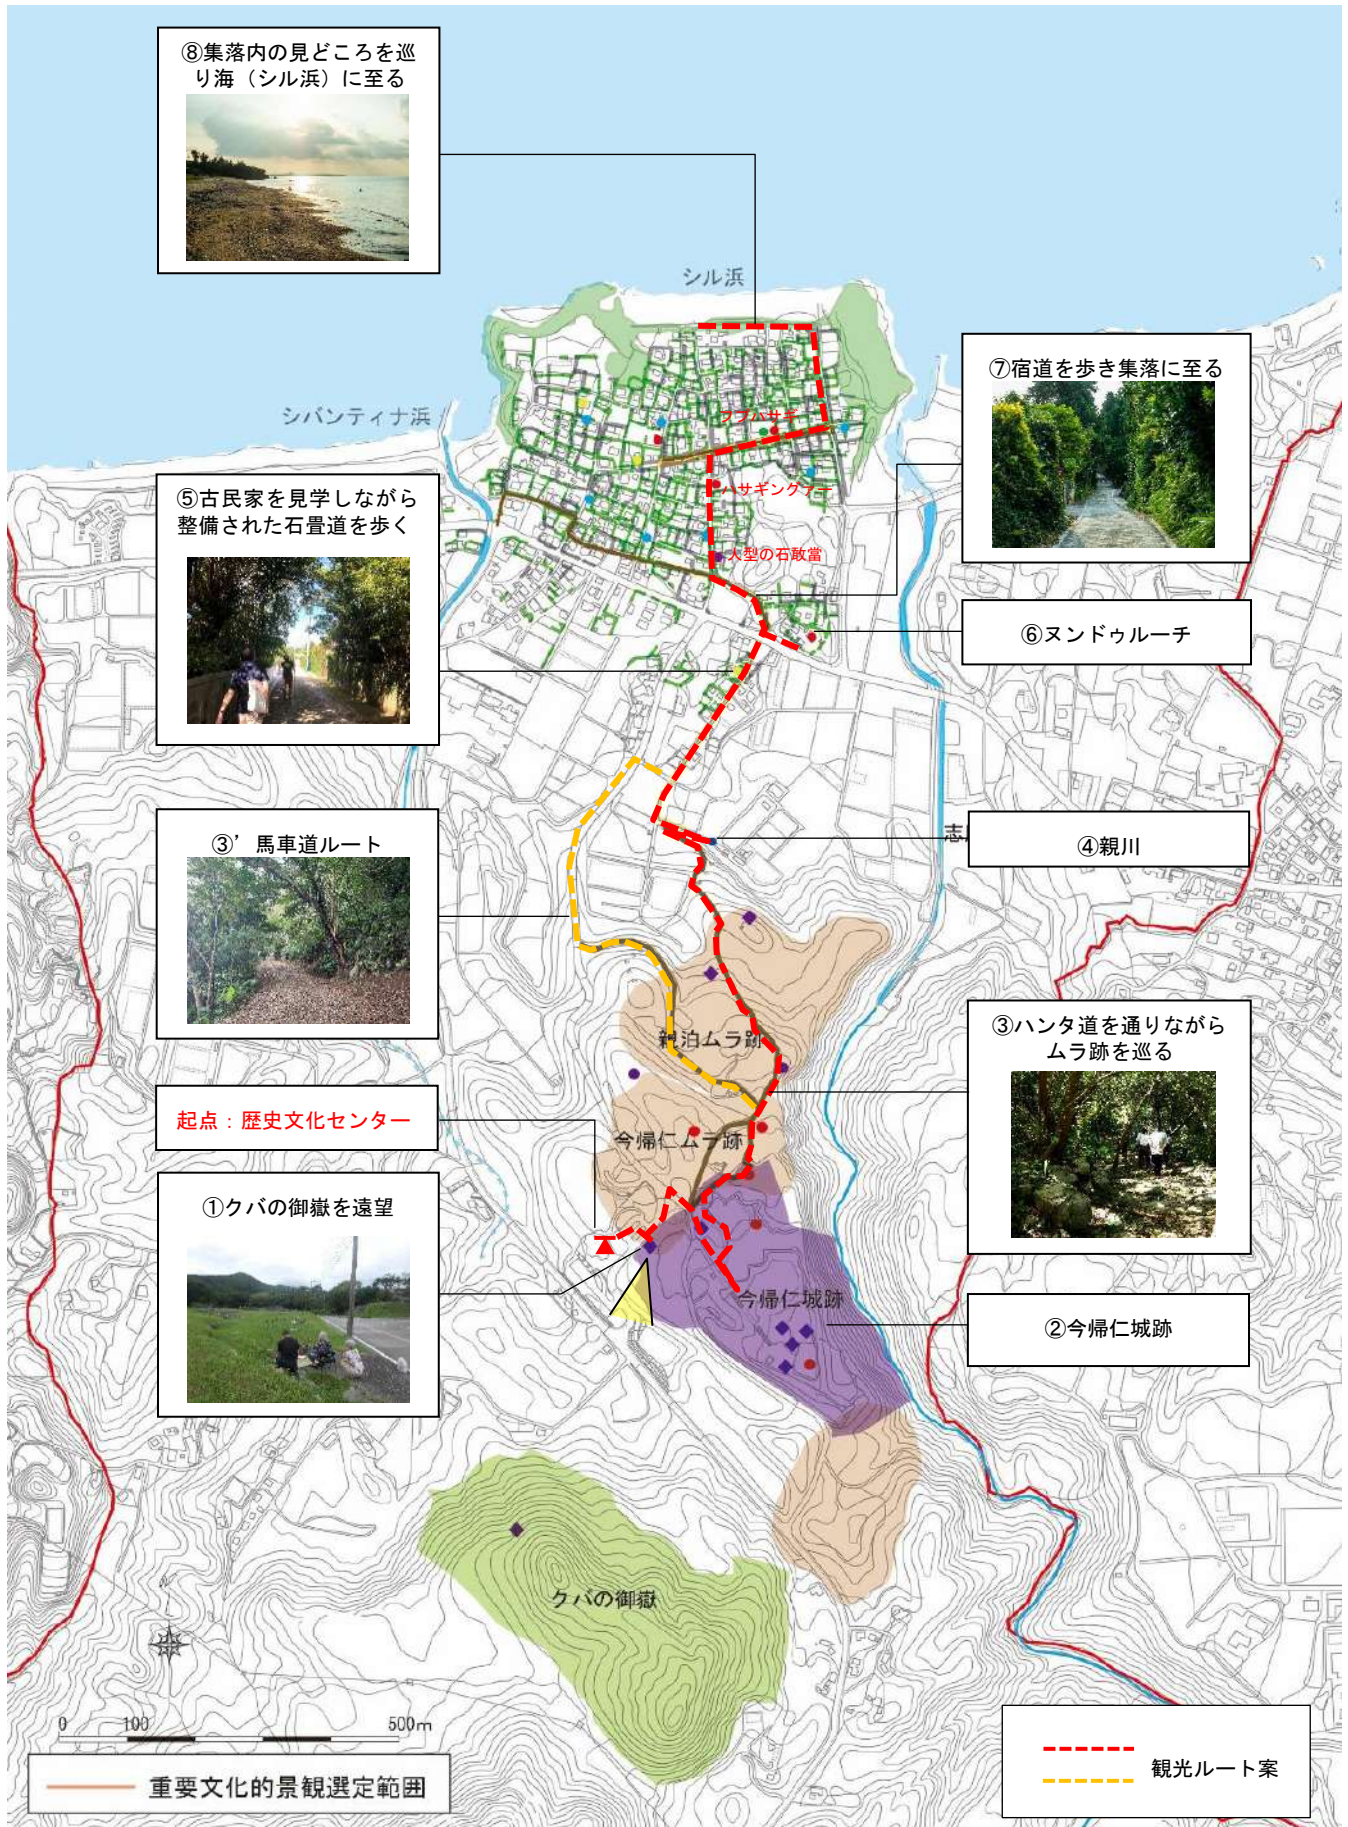 ⑧集落内の見どころを巡
り海（シル浜）に至る
シル浜
シバンティナ浜
⑦宿道を歩き集落に至る
フプハサギ
ハサギングァー
人型の石敢當
⑤古民家を見学しながら
整備された石畳道を歩く
⑥ヌンドゥルーチ
③’馬車道ルート
④親川
③ハンタ道を通りながら
ムラ跡を巡る
親泊ムラ跡
起点：歴史文化センター
今帰仁ムラ跡
①クバの御嶽を遠望
今帰仁城跡
②今帰仁城跡
クバの御嶽
0 100 500m
重要文化的景観選定範囲
観光ルート案